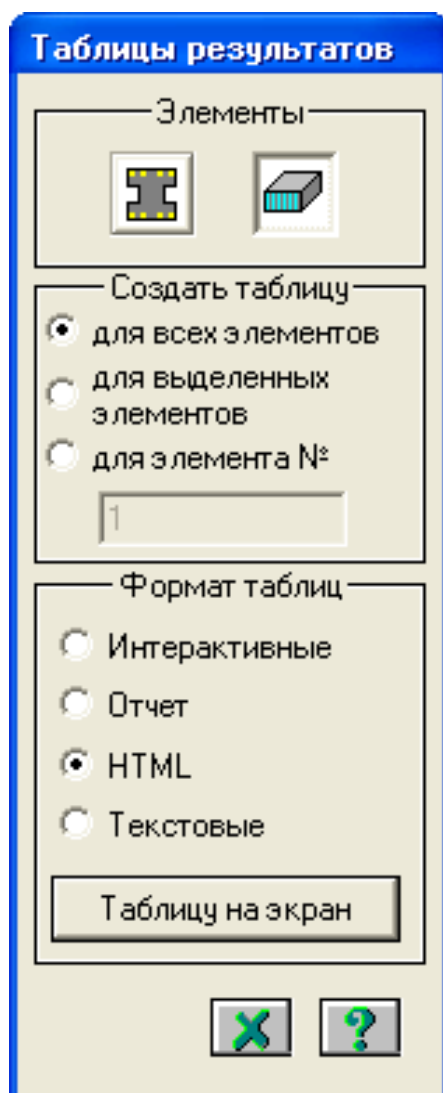 Таблицы результатов
Элементы
Создать таблицу
для всех элементов
для выделенных
элементов
для элемента №
1
Формат таблиц
Интерактивные
Отчет
HTML
Текстовые
Таблицу на экран
?